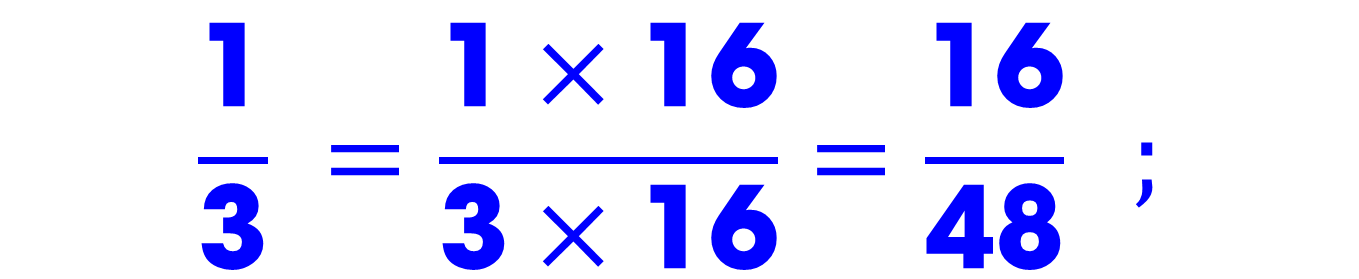 1/3 = (1 × 16)/(3 × 16) = 16/48 ;